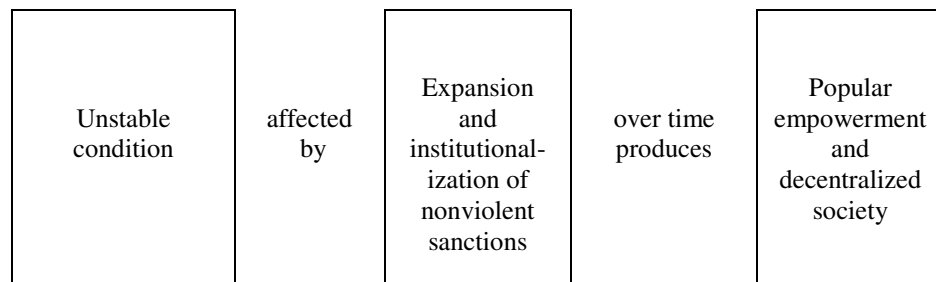 Unstable
condition
affected
by
Expansion
and
institutional-
ization of
nonviolent
sanctions
over time
produces
Popular
empowerment
and
decentralized
society